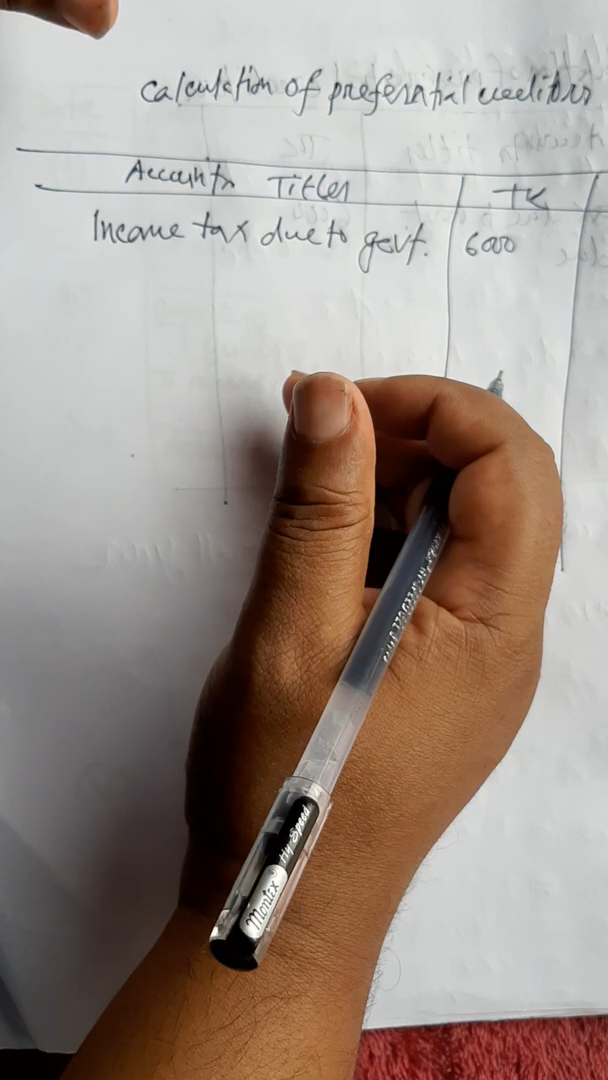 calculation of preferential creditors
Accounts Titles TK
Income tax due to govt. 6000
Montex Hy-Speed